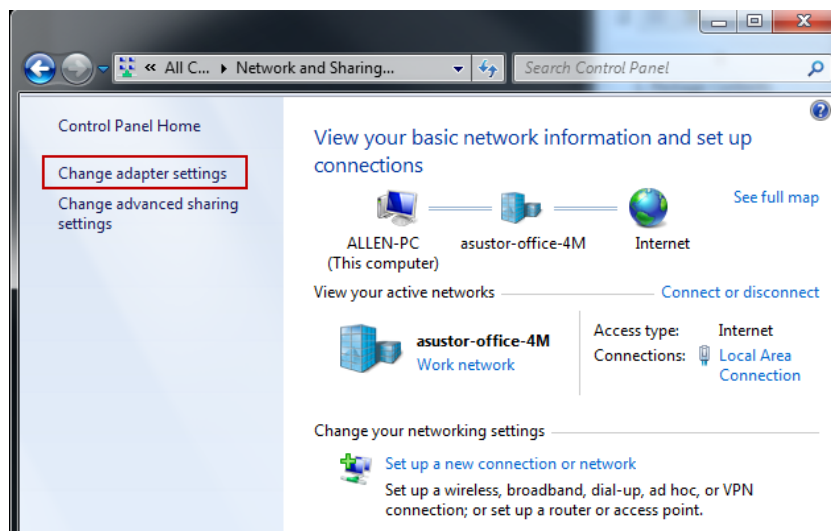 « All C... ▸ Network and Sharing...
Search Control Panel
Control Panel Home
Change adapter settings
Change advanced sharing
settings
View your basic network information and set up
connections
See full map
ALLEN-PC
(This computer)
asustor-office-4M
Internet
View your active networks
Connect or disconnect
asustor-office-4M
Work network
Access type:
Internet
Connections:
Local Area
Connection
Change your networking settings
Set up a new connection or network
Set up a wireless, broadband, dial-up, ad hoc, or VPN
connection; or set up a router or access point.